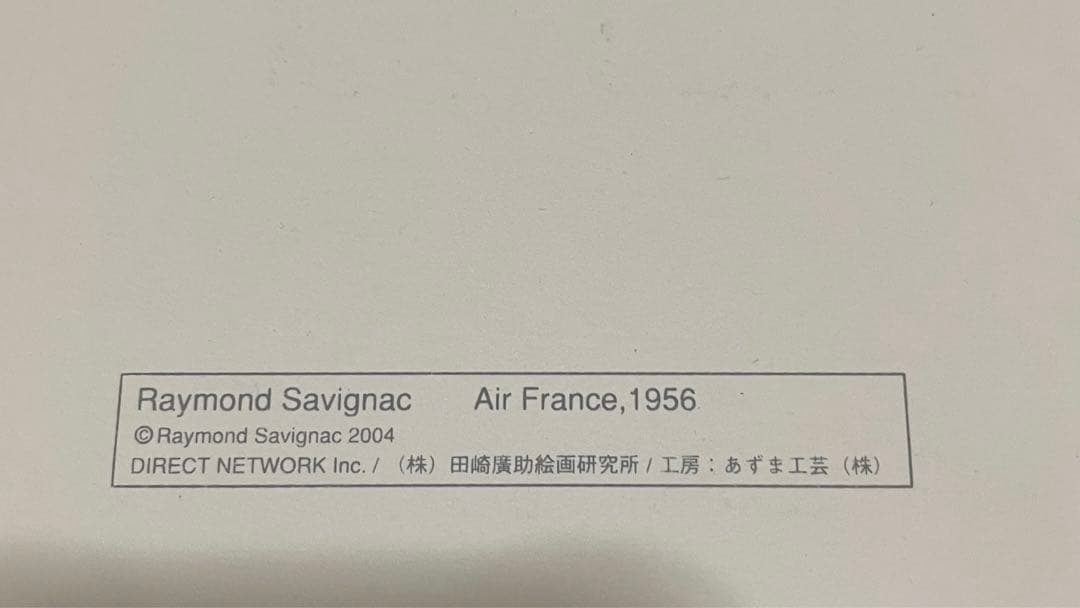 Raymond Savignac Air France,1956
©Raymond Savignac 2004
DIRECT NETWORK Inc. / （株）田崎廣助絵画研究所 / 工房：あずま工芸（株）